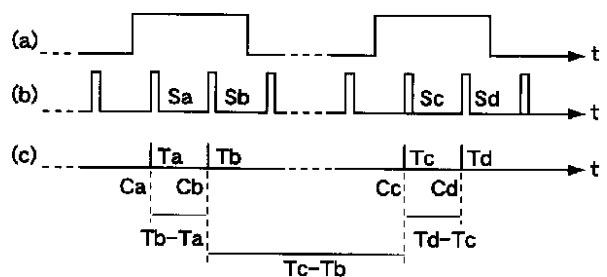 (a) t
(b) Sa Sb Sc Sd t
(c) Ta Tb Tc Td t
Ca Cb Cc Cd
Tb-Ta Td-Tc
Tc-Tb